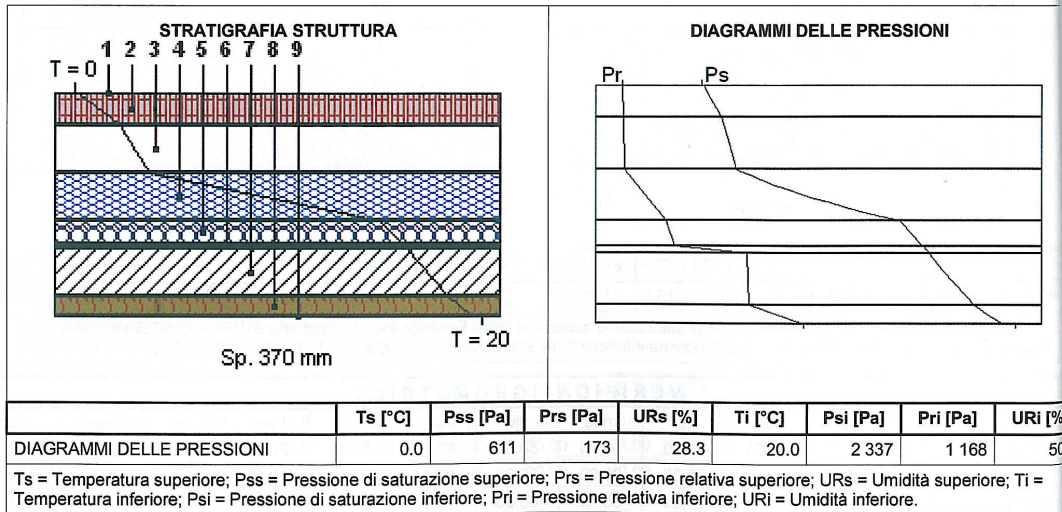 STRATIGRAFIA STRUTTURA
1 2 3 4 5 6 7 8 9
T = 0
T = 20
Sp. 370 mm
DIAGRAMMI DELLE PRESSIONI
Pr Ps
Ts [°C] Pss [Pa] Prs [Pa] URs [%] Ti [°C] Psi [Pa] Pri [Pa] URi [%
DIAGRAMMI DELLE PRESSIONI 0.0 611 173 28.3 20.0 2 337 1 168 50
Ts = Temperatura superiore; Pss = Pressione di saturazione superiore; Prs = Pressione relativa superiore; URs = Umidità superiore; Ti =
Temperatura inferiore; Psi = Pressione di saturazione inferiore; Pri = Pressione relativa inferiore; URi = Umidità inferiore.